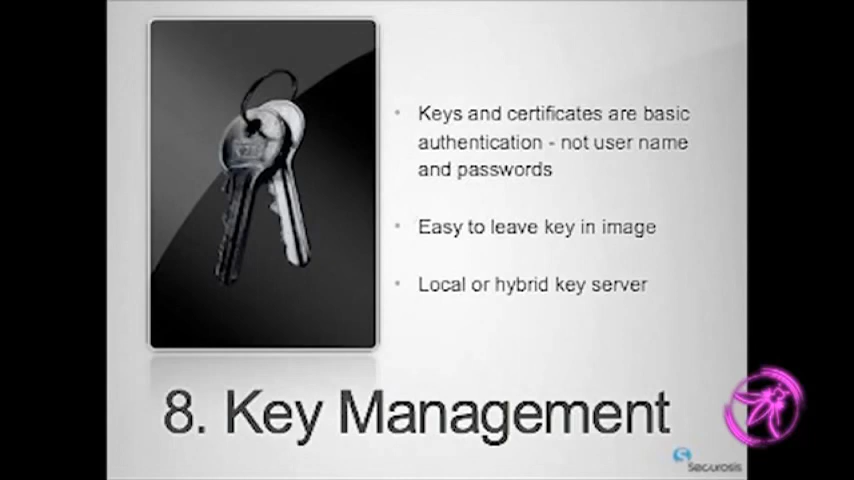 Keys and certificates are basic
authentication - not user name
and passwords
Easy to leave key in image
Local or hybrid key server
8. Key Management
Securosis